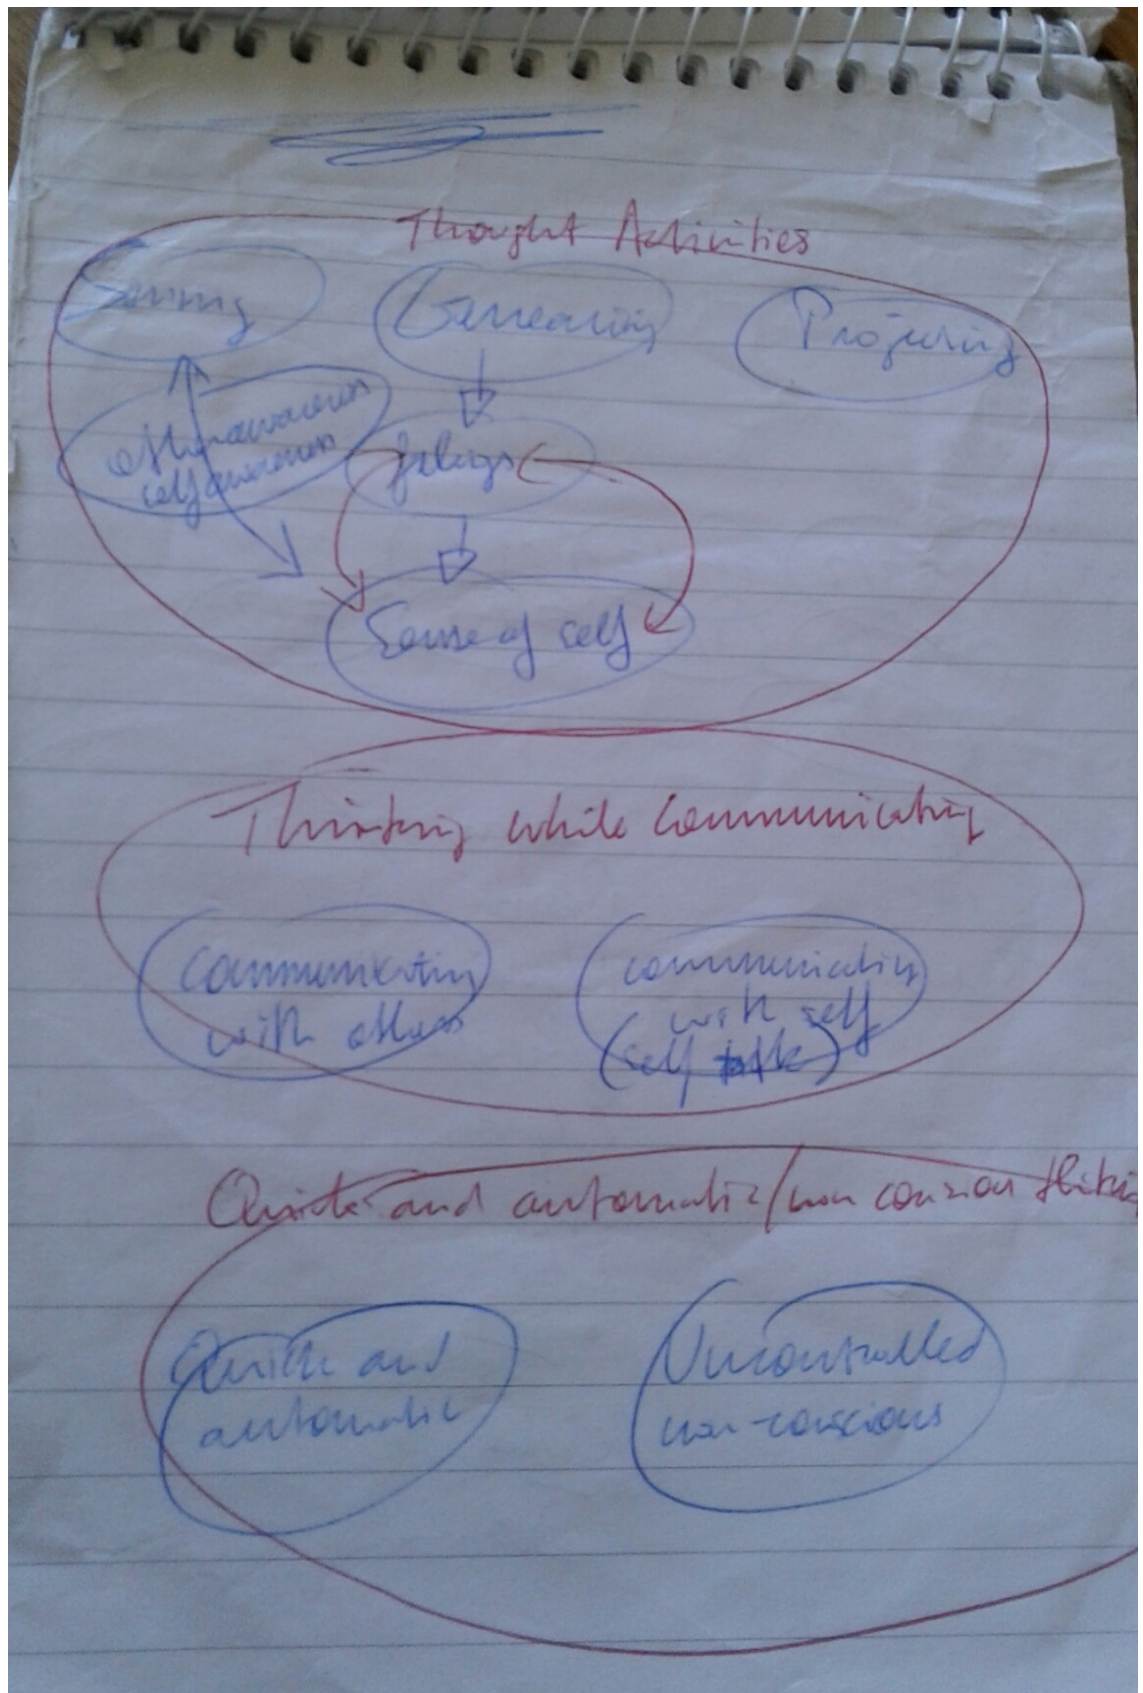 Thought Activities
Sensing Generating Projecting
other awareness
self awareness
feelings
Sense of self
Thinking while communicating
Communicating
with others
communicating
with self
(self talk)
Quick and automatic/non conscious thinking
Quick and
automatic
Uncontrolled
non-conscious